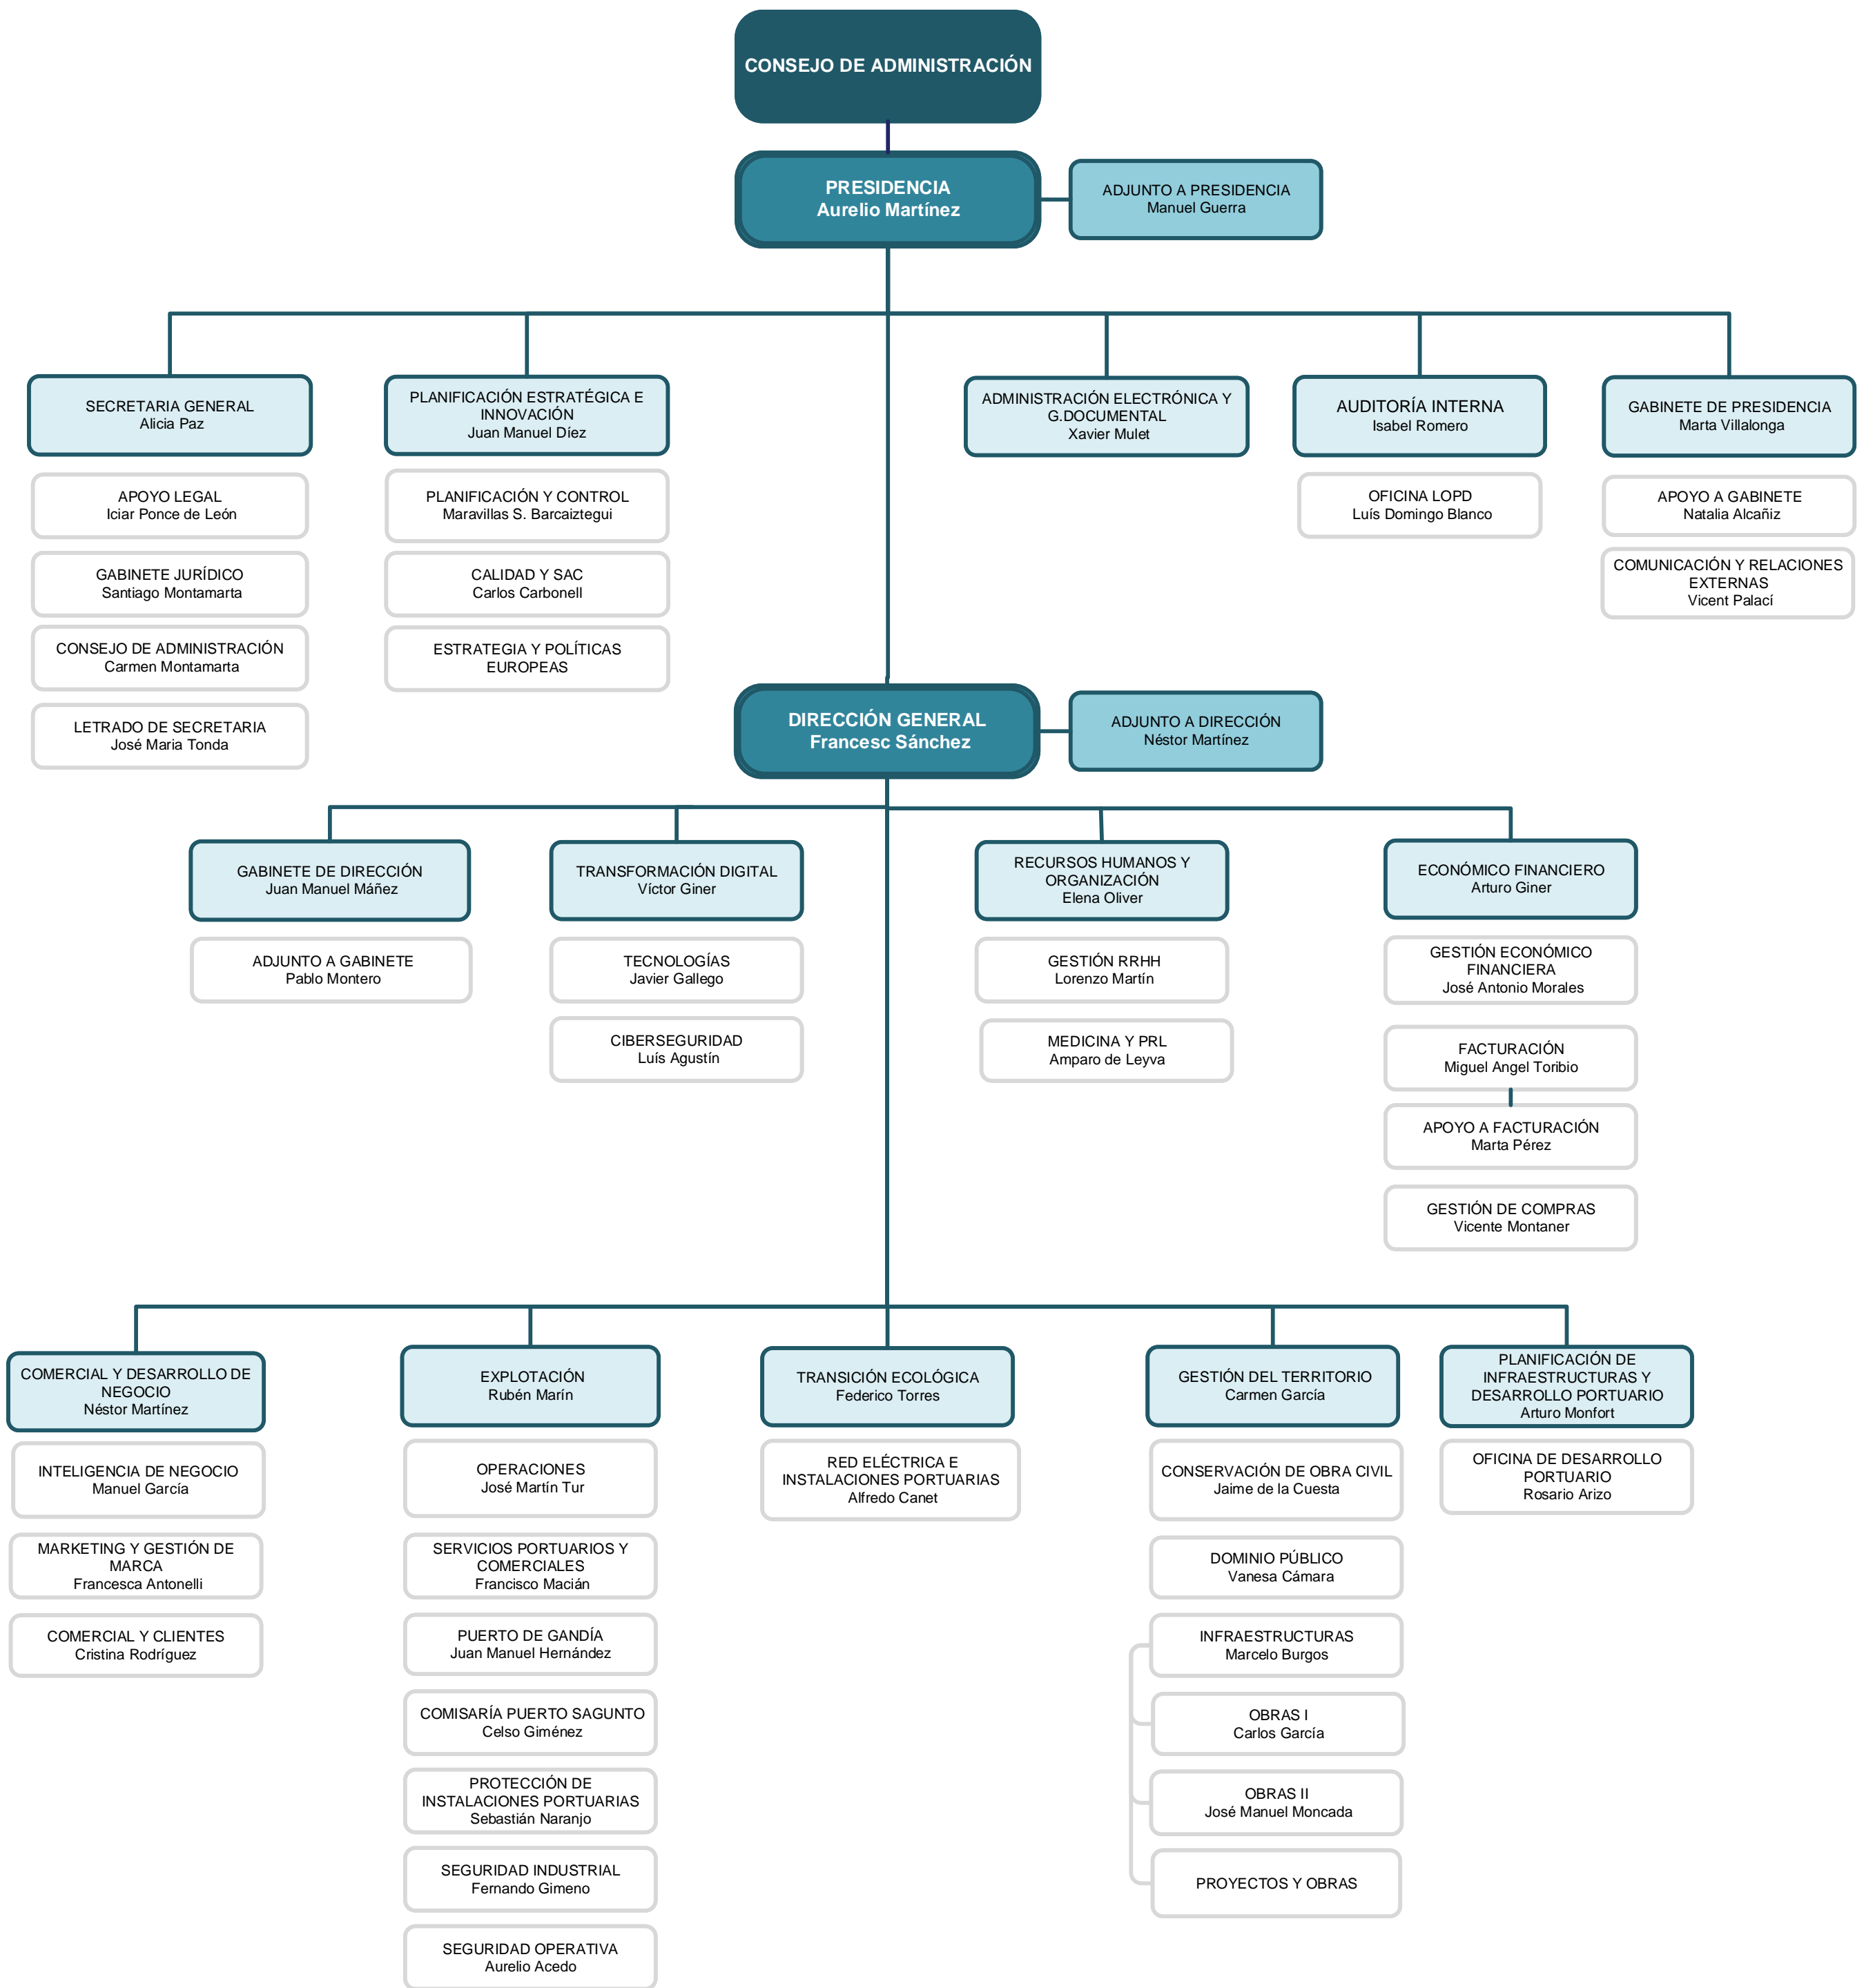 CONSEJO DE ADMINISTRACIÓN
PRESIDENCIA
Aurelio Martínez
ADJUNTO A PRESIDENCIA
Manuel Guerra
SECRETARIA GENERAL
Alicia Paz
APOYO LEGAL
Iciar Ponce de León
GABINETE JURÍDICO
Santiago Montamarta
CONSEJO DE ADMINISTRACIÓN
Carmen Montamarta
LETRADO DE SECRETARIA
José Maria Tonda
PLANIFICACIÓN ESTRATÉGICA E
INNOVACIÓN
Juan Manuel Díez
PLANIFICACIÓN Y CONTROL
Maravillas S. Barcaiztegui
CALIDAD Y SAC
Carlos Carbonell
ESTRATEGIA Y POLÍTICAS
EUROPEAS
ADMINISTRACIÓN ELECTRÓNICA Y
G.DOCUMENTAL
Xavier Mulet
AUDITORÍA INTERNA
Isabel Romero
OFICINA LOPD
Luís Domingo Blanco
GABINETE DE PRESIDENCIA
Marta Villalonga
APOYO A GABINETE
Natalia Alcañiz
COMUNICACIÓN Y RELACIONES
EXTERNAS
Vicent Palací
DIRECCIÓN GENERAL
Francesc Sánchez
ADJUNTO A DIRECCIÓN
Néstor Martínez
GABINETE DE DIRECCIÓN
Juan Manuel Máñez
ADJUNTO A GABINETE
Pablo Montero
TRANSFORMACIÓN DIGITAL
Víctor Giner
TECNOLOGÍAS
Javier Gallego
CIBERSEGURIDAD
Luís Agustín
RECURSOS HUMANOS Y
ORGANIZACIÓN
Elena Oliver
GESTIÓN RRHH
Lorenzo Martín
MEDICINA Y PRL
Amparo de Leyva
ECONÓMICO FINANCIERO
Arturo Giner
GESTIÓN ECONÓMICO
FINANCIERA
José Antonio Morales
FACTURACIÓN
Miguel Angel Toribio
APOYO A FACTURACIÓN
Marta Pérez
GESTIÓN DE COMPRAS
Vicente Montaner
COMERCIAL Y DESARROLLO DE
NEGOCIO
Néstor Martínez
INTELIGENCIA DE NEGOCIO
Manuel García
MARKETING Y GESTIÓN DE
MARCA
Francesca Antonelli
COMERCIAL Y CLIENTES
Cristina Rodríguez
EXPLOTACIÓN
Rubén Marín
OPERACIONES
José Martín Tur
SERVICIOS PORTUARIOS Y
COMERCIALES
Francisco Macián
PUERTO DE GANDÍA
Juan Manuel Hernández
COMISARÍA PUERTO SAGUNTO
Celso Giménez
PROTECCIÓN DE
INSTALACIONES PORTUARIAS
Sebastián Naranjo
SEGURIDAD INDUSTRIAL
Fernando Gimeno
SEGURIDAD OPERATIVA
Aurelio Acedo
TRANSICIÓN ECOLÓGICA
Federico Torres
RED ELÉCTRICA E
INSTALACIONES PORTUARIAS
Alfredo Canet
GESTIÓN DEL TERRITORIO
Carmen García
CONSERVACIÓN DE OBRA CIVIL
Jaime de la Cuesta
DOMINIO PÚBLICO
Vanesa Cámara
INFRAESTRUCTURAS
Marcelo Burgos
OBRAS I
Carlos García
OBRAS II
José Manuel Moncada
PROYECTOS Y OBRAS
PLANIFICACIÓN DE
INFRAESTRUCTURAS Y
DESARROLLO PORTUARIO
Arturo Monfort
OFICINA DE DESARROLLO
PORTUARIO
Rosario Arizo